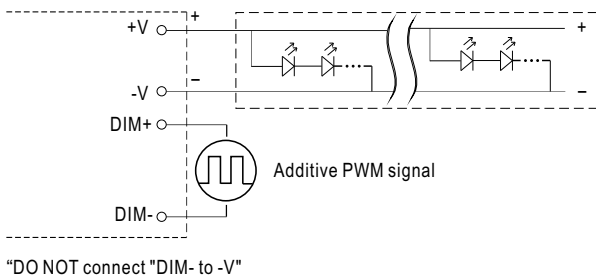 +V
+
+
-V
−
−
DIM+
Additive PWM signal
DIM-
“DO NOT connect "DIM- to -V"